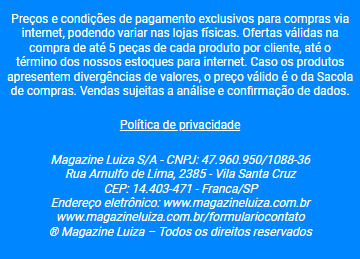 Preços e condições de pagamento exclusivos para compras via
internet, podendo variar nas lojas físicas. Ofertas válidas na
compra de até 5 peças de cada produto por cliente, até o
término dos nossos estoques para internet. Caso os produtos
apresentem divergências de valores, o preço válido é o da Sacola
de compras. Vendas sujeitas a análise e confirmação de dados.
Política de privacidade
Magazine Luiza S/A - CNPJ: 47.960.950/1088-36
Rua Arnulfo de Lima, 2385 - Vila Santa Cruz
CEP: 14.403-471 - Franca/SP
Endereço eletrônico: www.magazineluiza.com.br
www.magazineluiza.com.br/formulariocontato
® Magazine Luiza – Todos os direitos reservados